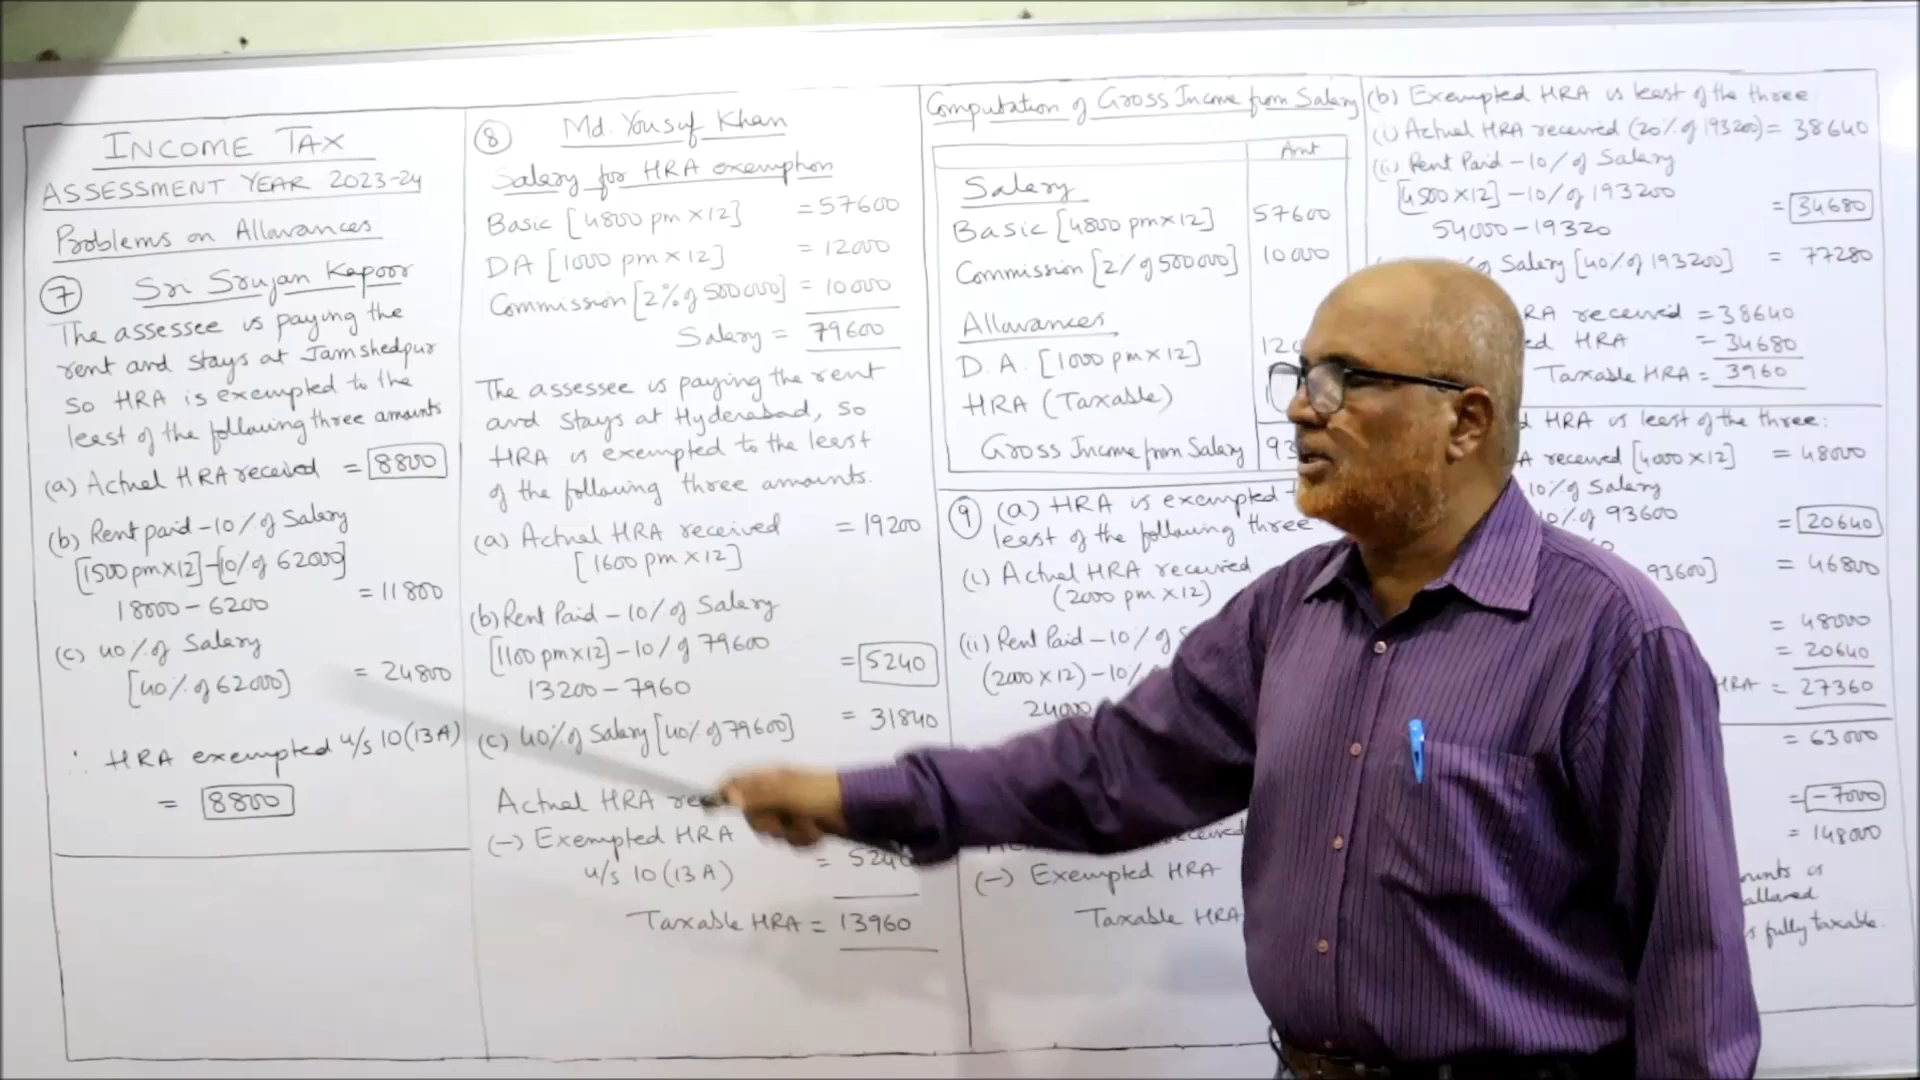 INCOME TAX
ASSESSMENT YEAR 2023-24
Problems on Allowances
(7) Sri Srujan Kapoor
The assessee is paying the
rent and stays at Jamshedpur
So HRA is exempted to the
least of the following three amounts
(a) Actual HRA received = 8800
(b) Rent paid - 10% of Salary
[1500 pm x 12] - [10% of 62000]
18000 - 6200 = 11800
(c) 40% of Salary
[40% of 62000] = 24800
∴ HRA exempted u/s 10(13A)
= 8800
(8) Md. Yousuf Khan
Salary for HRA exemption
Basic [4800 pm x 12] = 57600
DA [1000 pm x 12] = 12000
Commission [2% of 500000] = 10000
Salary = 79600
The assessee is paying the rent
and stays at Hyderabad, so
HRA is exempted to the least
of the following three amounts.
(a) Actual HRA received = 19200
[1600 pm x 12]
(b) Rent Paid - 10% of Salary
[1100 pm x 12] - 10% of 79600
13200 - 7960 = 5240
(c) 40% of Salary [40% of 79600] = 31840
Actual HRA
(-) Exempted HRA
u/s 10(13A) =
Taxable HRA = 13960
Computation of Gross Income from Salary
Amt
Salary
Basic [4800 pm x 12] 57600
Commission [2% of 500000] 10000
Allowances
D.A. [1000 pm x 12]
HRA (Taxable)
Gross Income from Salary
(9) (a) HRA is exempted
least of the following three
(i) Actual HRA received
(2000 pm x 12)
(ii) Rent Paid - 10% of
(2000 x 12) - 10%
24000
(-) Exempted HRA
Taxable HRA
(b) Exempted HRA is least of the three
(i) Actual HRA received (20% of 193200) = 38640
(ii) Rent Paid - 10% of Salary
[4500 x 12] - 10% of 193200 = 34680
54000 - 19320
of Salary [40% of 193200] = 77280
received = 38640
HRA - 34680
Taxable HRA = 3960
HRA is least of the three:
received [4000 x 12] = 48000
10% of Salary
10% of 93600 = 20640
93600] = 46800
= 48000
= 20640
HRA = 27360
= 63000
= -7000
= 148000
allowed
fully taxable.